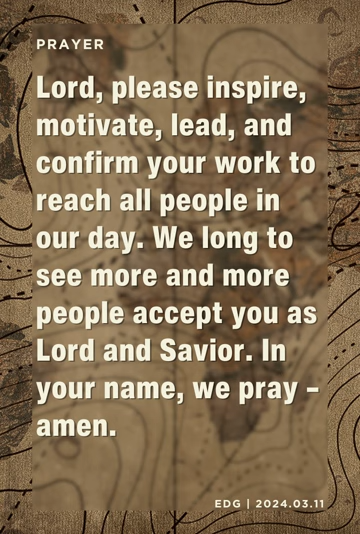 PRAYER
Lord, please inspire,
motivate, lead, and
confirm your work to
reach all people in
our day. We long to
see more and more
people accept you as
Lord and Savior. In
your name, we pray –
amen.
EDG | 2024.03.11